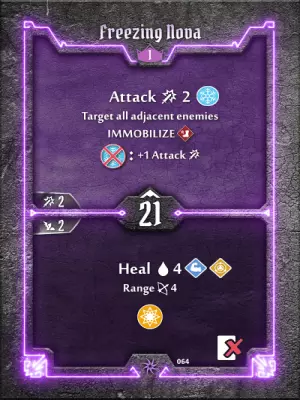 Freezing Nova
1
Attack 2
Target all adjacent enemies
IMMOBILIZE
: +1 Attack
2
21
2
Heal 4
Range 4
064